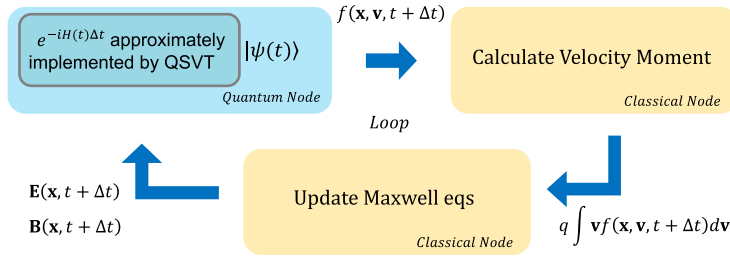 e^{-iH(t)Δt} approximately
implemented by QSVT
|ψ(t)⟩
Quantum Node
f(x, v, t + Δt)
Loop
Calculate Velocity Moment
Classical Node
q ∫ vf(x, v, t + Δt)dv
Update Maxwell eqs
Classical Node
E(x, t + Δt)
B(x, t + Δt)